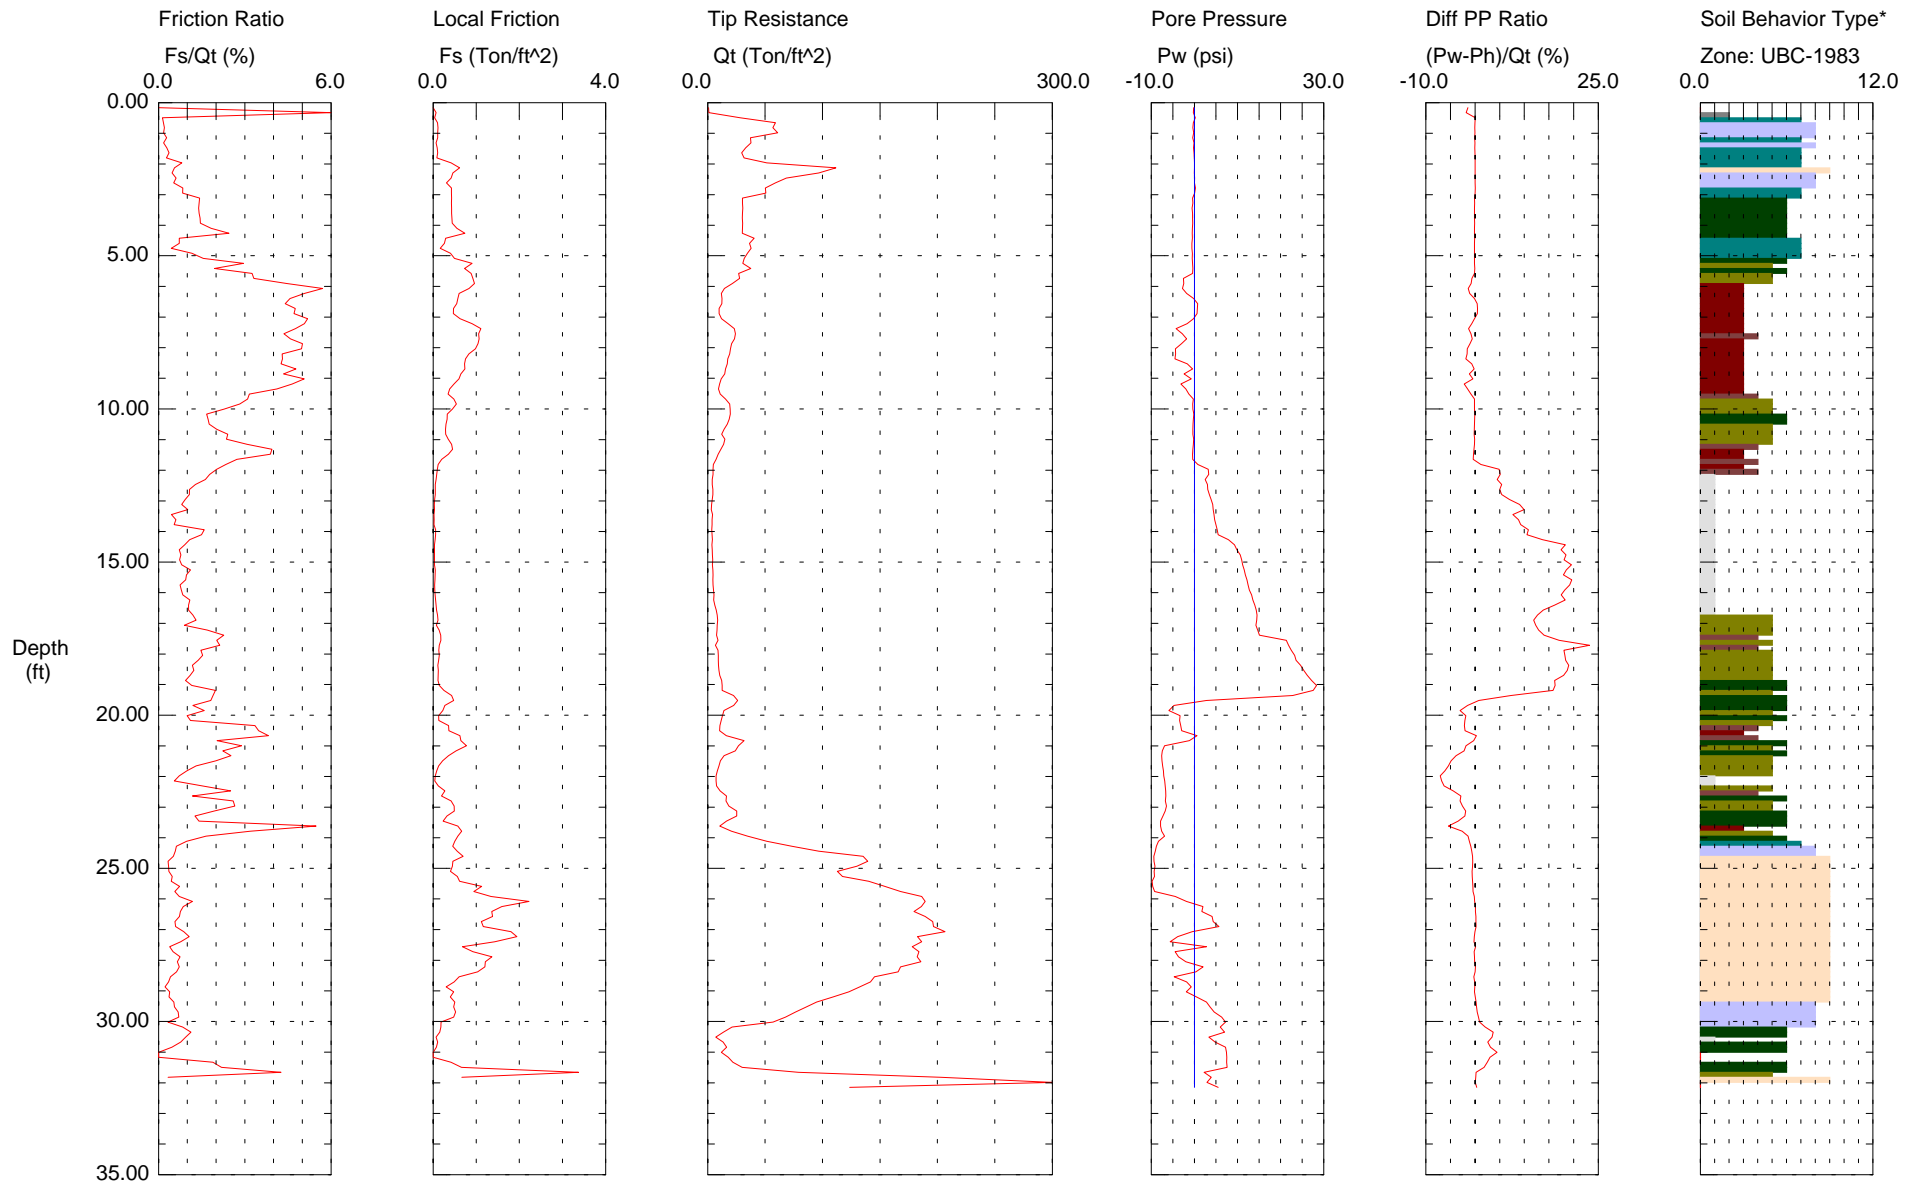 Friction Ratio
Fs/Qt (%)
0.0 6.0
Local Friction
Fs (Ton/ft^2)
0.0 4.0
Tip Resistance
Qt (Ton/ft^2)
0.0 300.0
Pore Pressure
Pw (psi)
-10.0 30.0
Diff PP Ratio
(Pw-Ph)/Qt (%)
-10.0 25.0
Soil Behavior Type*
Zone: UBC-1983
0.0 12.0
0.00
5.00
10.00
15.00
20.00
25.00
30.00
35.00
Depth
(ft)